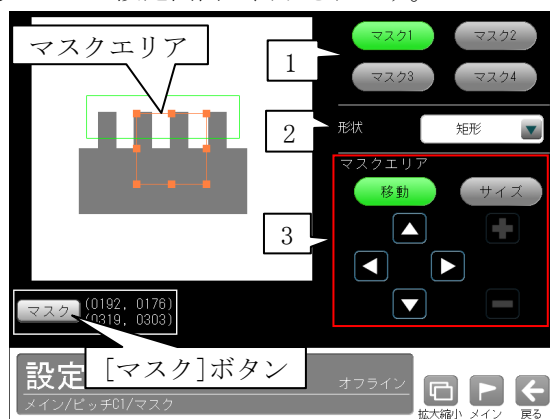 マスクエリア
1
マスク1
マスク2
マスク3
マスク4
2
形状
矩形
マスクエリア
移動
サイズ
3
マスク
(0192, 0176)
(0319, 0303)
[マスク]ボタン
設定
オフライン
メイン/ピッチC1/マスク
拡大縮小
メイン
戻る